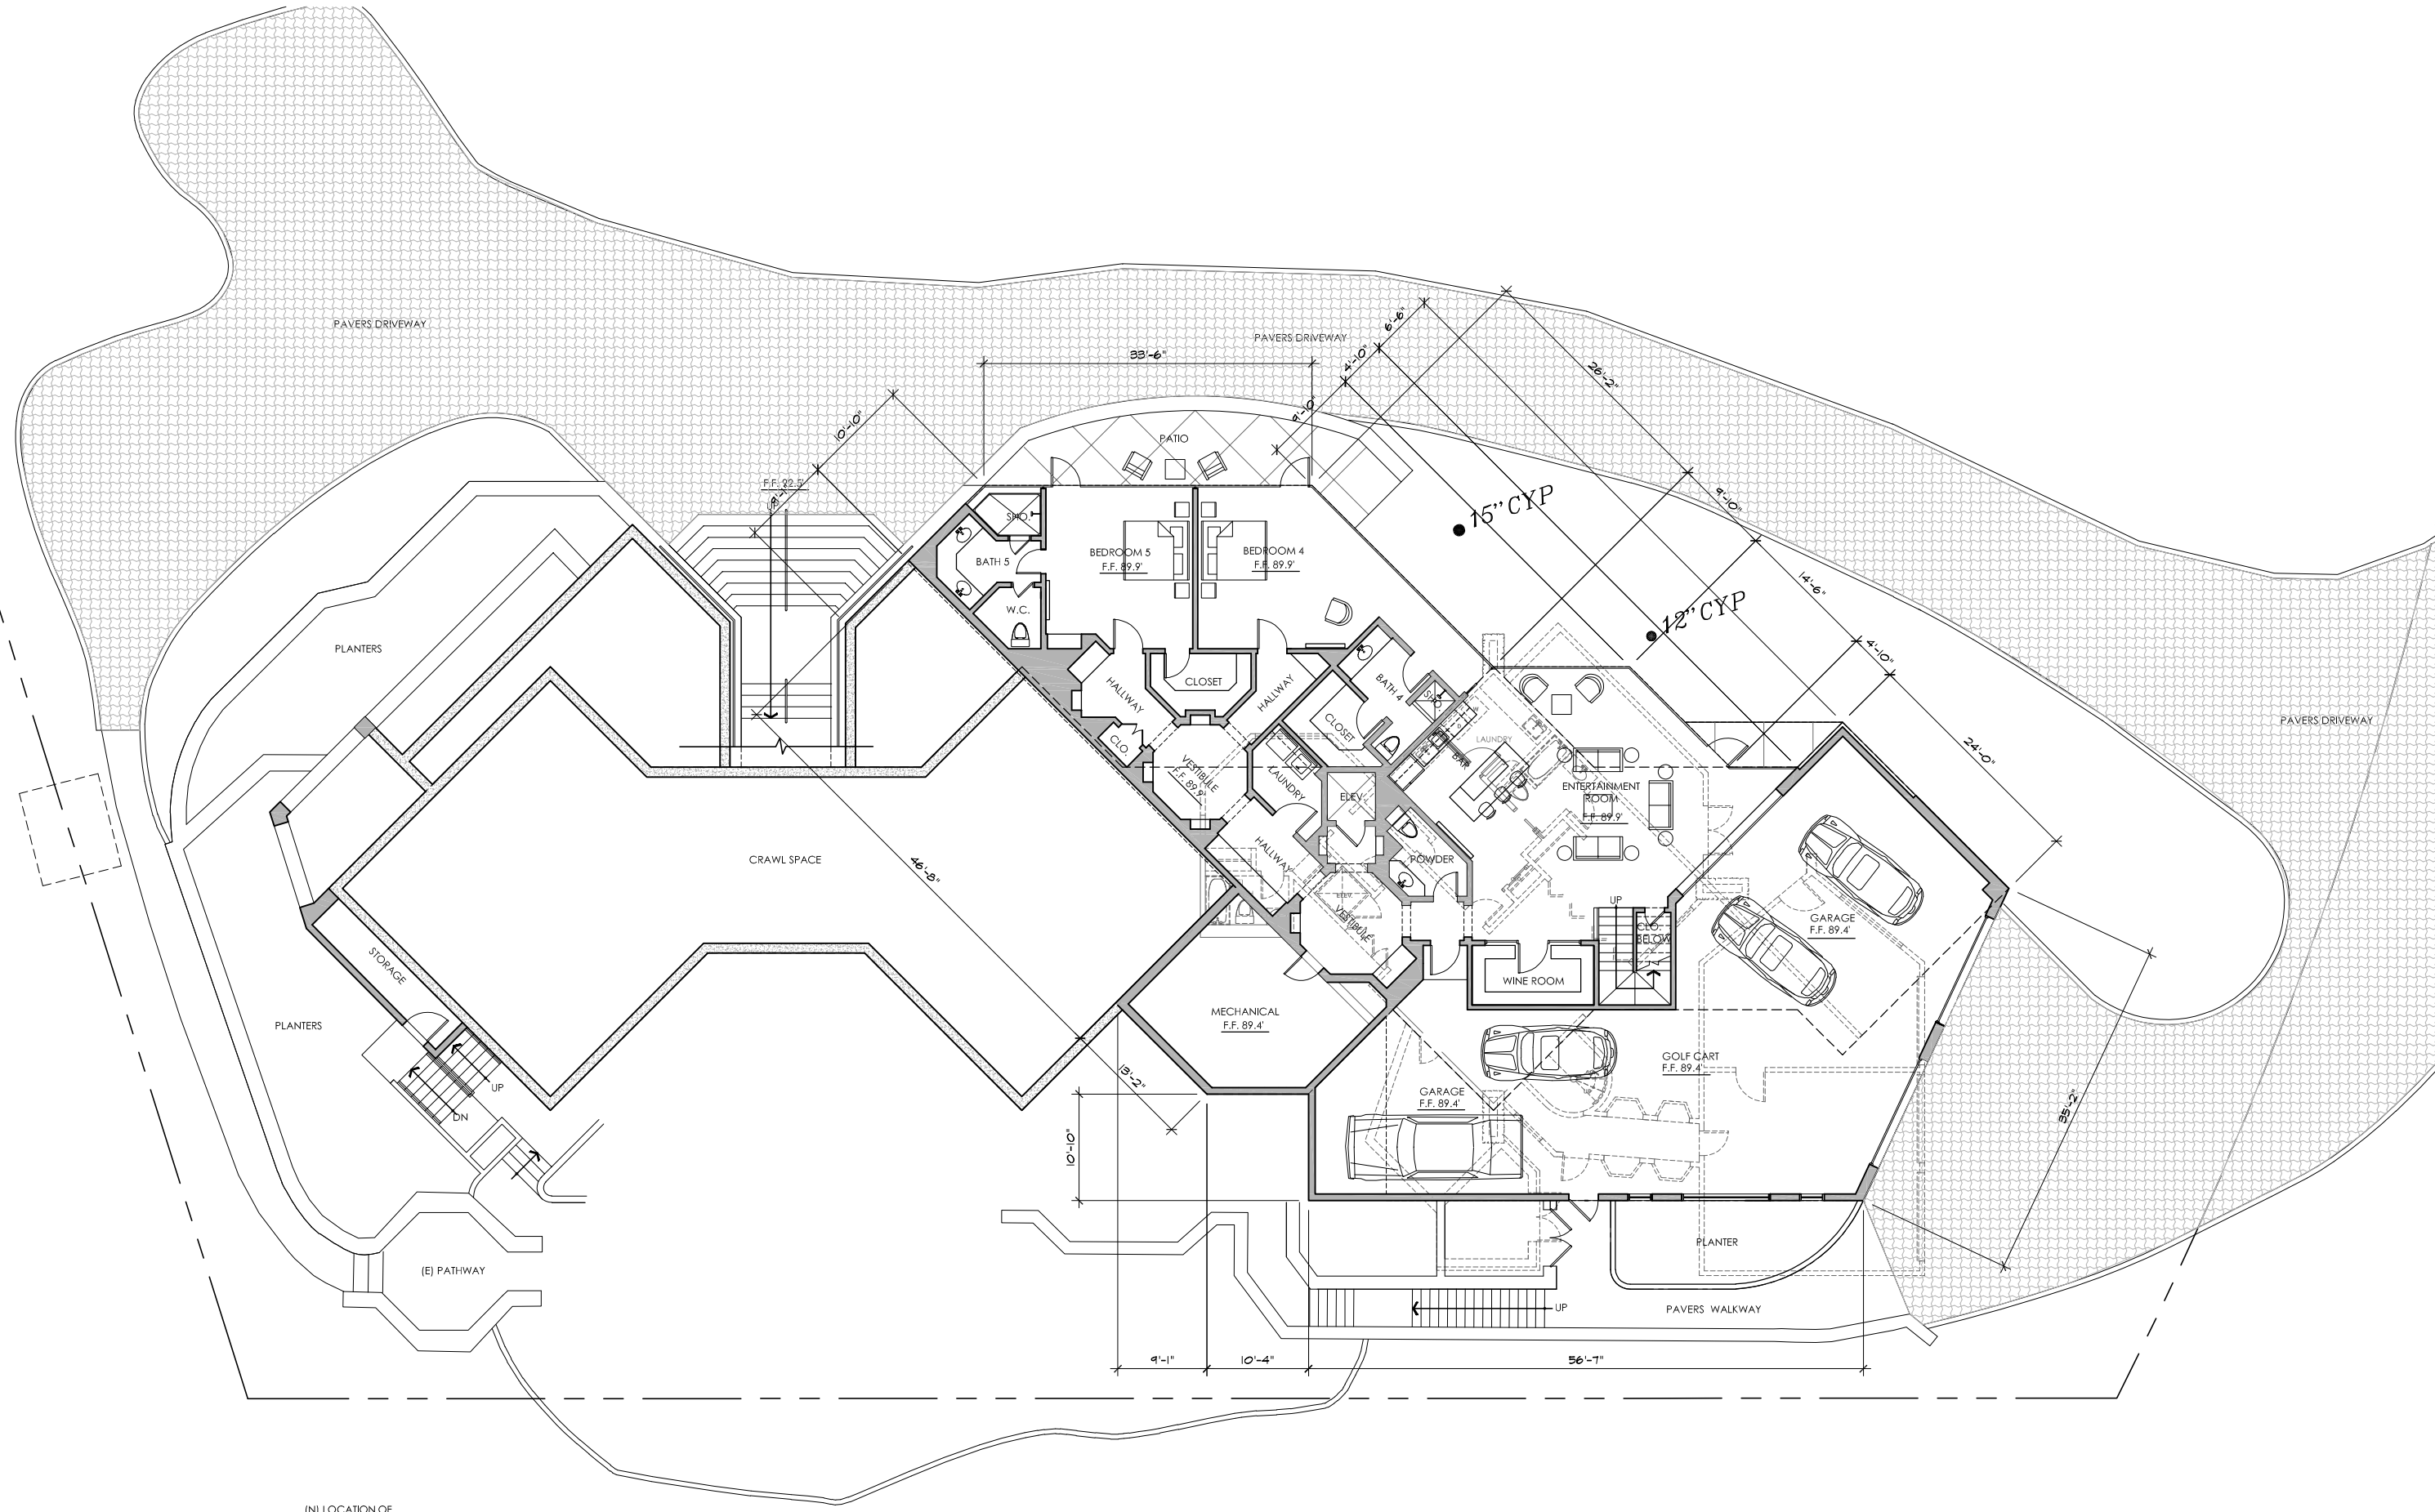 PAVERS DRIVEWAY
PAVERS DRIVEWAY
33'-6"
6'-6"
4'-10"
9'-10"
26'-2"
10'-10"
PATIO
9'-10"
15"CYP
SHO.
BATH 5
BEDROOM 5
F.F. 89.9'
BEDROOM 4
F.F. 89.9'
14'-6"
12"CYP
W.C.
UP
PLANTERS
4'-10"
HALLWAY
CLOSET
HALLWAY
BATH 4
SHO.
CLOSET
CLO.
PAVERS DRIVEWAY
LAUNDRY
BAR
24'-0"
VESTIBULE
F.F. 89.9'
LAUNDRY
ELEV.
ENTERTAINMENT
ROOM
F.F. 89.9'
CRAWL SPACE
46'-8"
HALLWAY
POWDER
ELEV.
VESTIBULE
UP
CLO.
BELOW
GARAGE
F.F. 89.4'
STORAGE
WINE ROOM
MECHANICAL
F.F. 89.4'
PLANTERS
GOLF CART
F.F. 89.4'
13'-2"
GARAGE
F.F. 89.4'
UP
DN
10'-10"
35'-2"
PLANTER
(E) PATHWAY
UP
PAVERS WALKWAY
9'-1"
10'-4"
56'-7"
(N) LOCATION OF